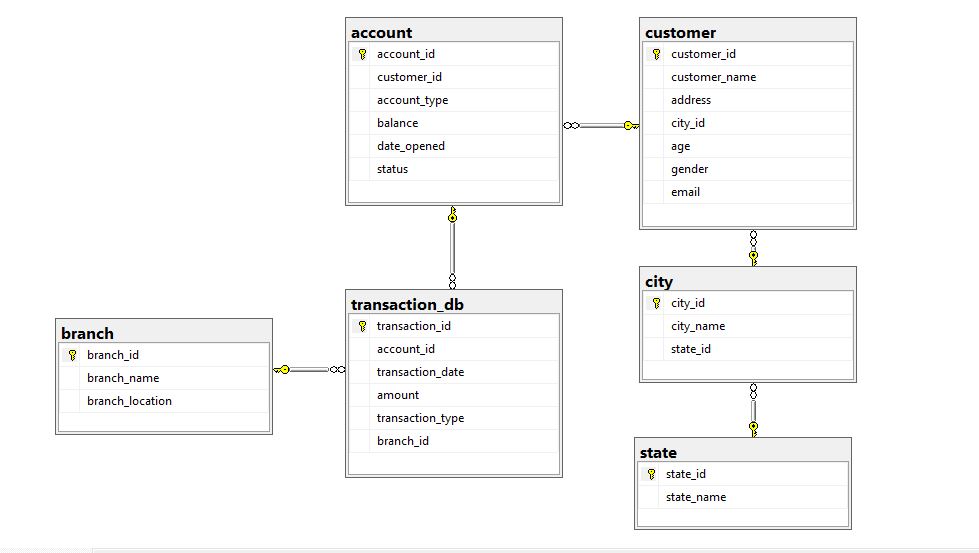 account
account_id
customer_id
account_type
balance
date_opened
status
customer
customer_id
customer_name
address
city_id
age
gender
email
branch
branch_id
branch_name
branch_location
transaction_db
transaction_id
account_id
transaction_date
amount
transaction_type
branch_id
city
city_id
city_name
state_id
state
state_id
state_name